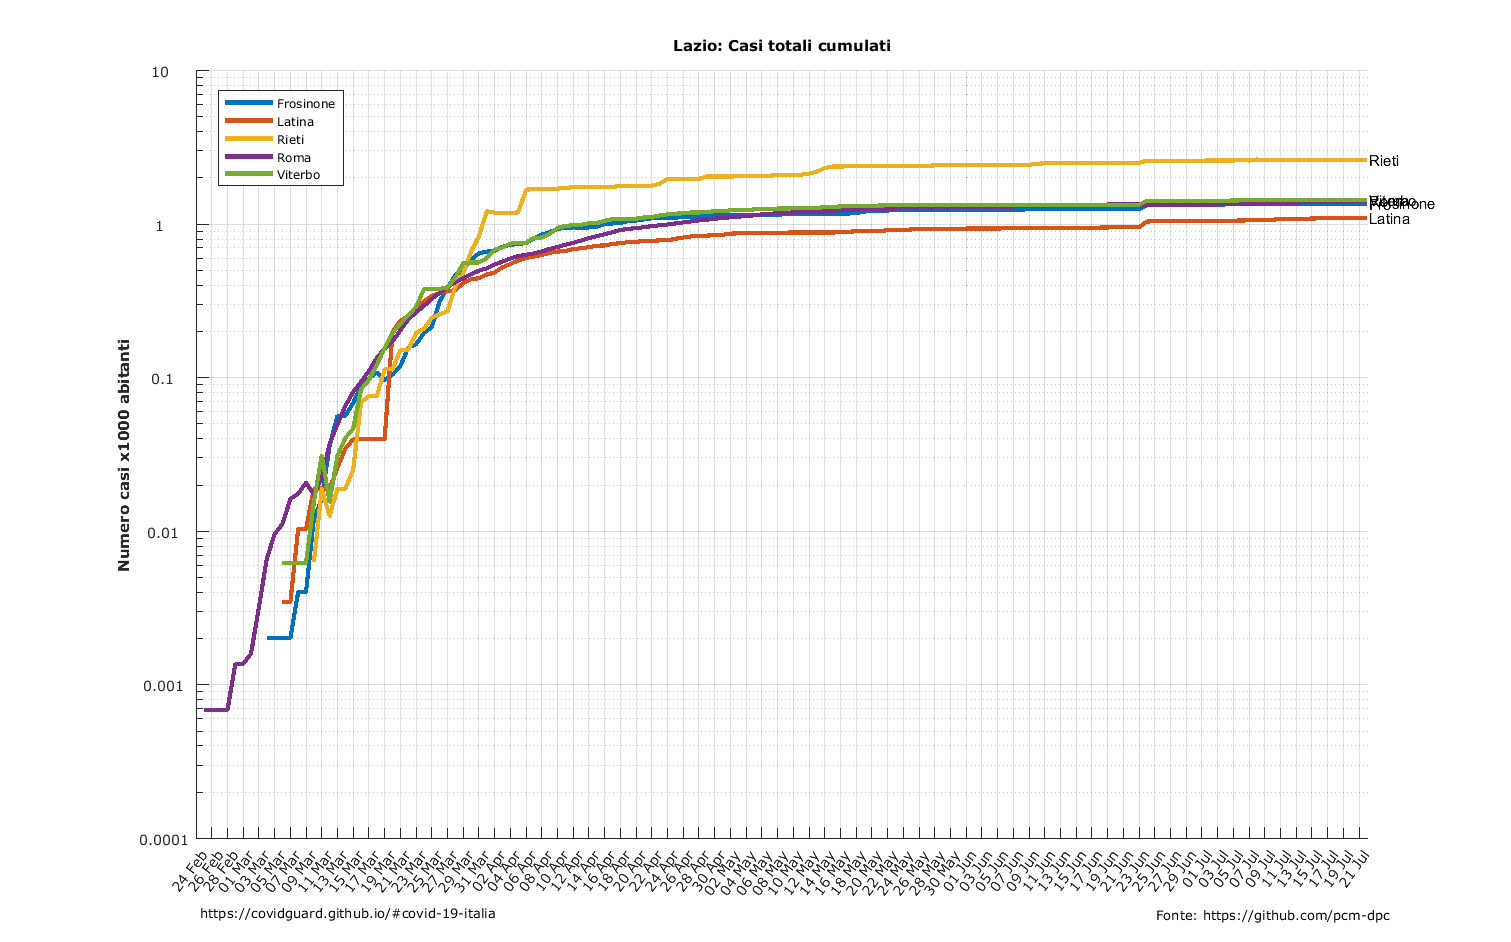 Lazio: Casi totali cumulati
10
1
0.1
0.01
0.001
0.0001
Numero casi x1000 abitanti
Frosinone
Latina
Rieti
Roma
Viterbo
Rieti
Viterbo
Frosinone
Latina
24 Feb
26 Feb
28 Feb
01 Mar
03 Mar
05 Mar
07 Mar
09 Mar
11 Mar
13 Mar
15 Mar
17 Mar
19 Mar
21 Mar
23 Mar
25 Mar
27 Mar
29 Mar
31 Mar
02 Apr
04 Apr
06 Apr
08 Apr
10 Apr
12 Apr
14 Apr
16 Apr
18 Apr
20 Apr
22 Apr
24 Apr
26 Apr
28 Apr
30 Apr
02 May
04 May
06 May
08 May
10 May
12 May
14 May
16 May
18 May
20 May
22 May
24 May
26 May
28 May
30 May
01 Jun
03 Jun
05 Jun
07 Jun
09 Jun
11 Jun
13 Jun
15 Jun
17 Jun
19 Jun
21 Jun
23 Jun
25 Jun
27 Jun
29 Jun
01 Jul
03 Jul
05 Jul
07 Jul
09 Jul
11 Jul
13 Jul
15 Jul
17 Jul
19 Jul
21 Jul
https://covidguard.github.io/#covid-19-italia
Fonte: https://github.com/pcm-dpc